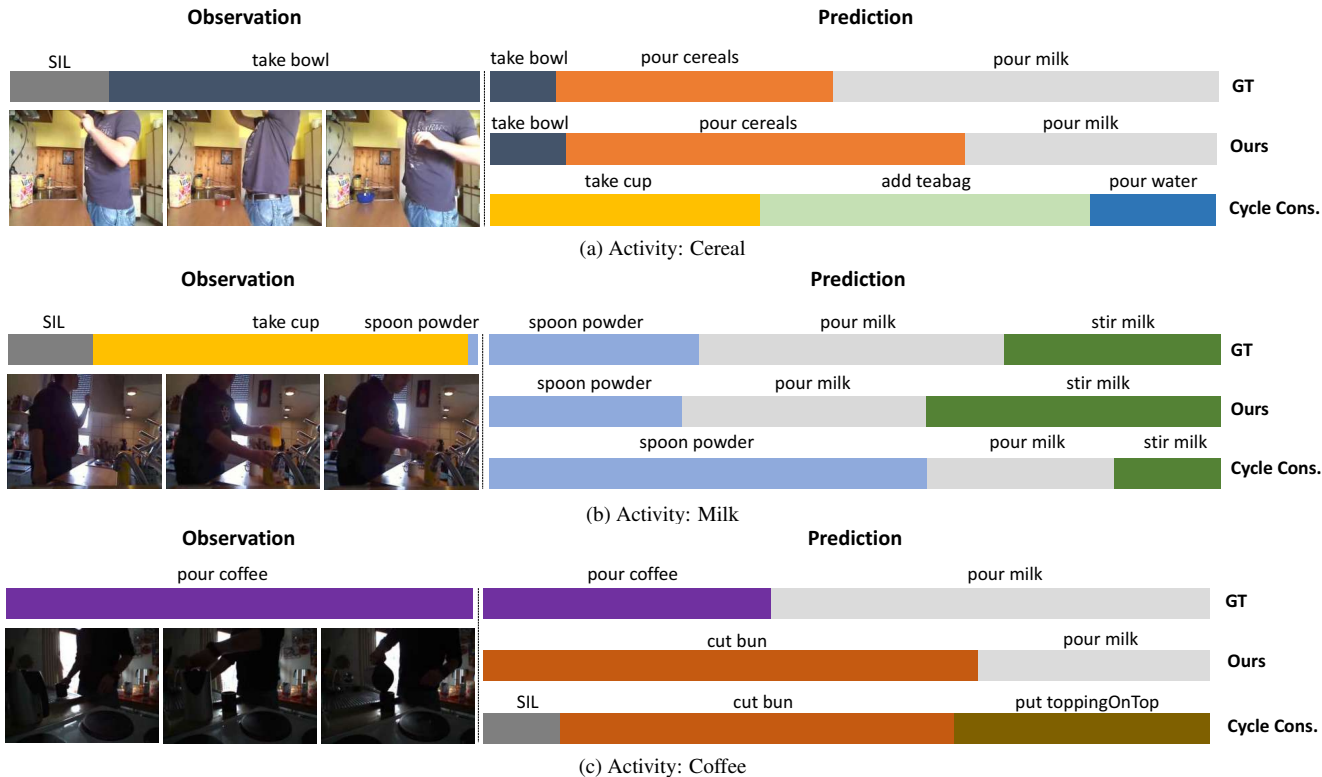 Observation Prediction
SIL take bowl take bowl pour cereals pour milk
GT
take bowl pour cereals pour milk
Ours
take cup add teabag pour water
Cycle Cons.
(a) Activity: Cereal
Observation Prediction
SIL take cup spoon powder spoon powder pour milk stir milk
GT
spoon powder pour milk stir milk
Ours
spoon powder pour milk stir milk
Cycle Cons.
(b) Activity: Milk
Observation Prediction
pour coffee pour coffee pour milk
GT
cut bun pour milk
Ours
SIL cut bun put toppingOnTop
Cycle Cons.
(c) Activity: Coffee